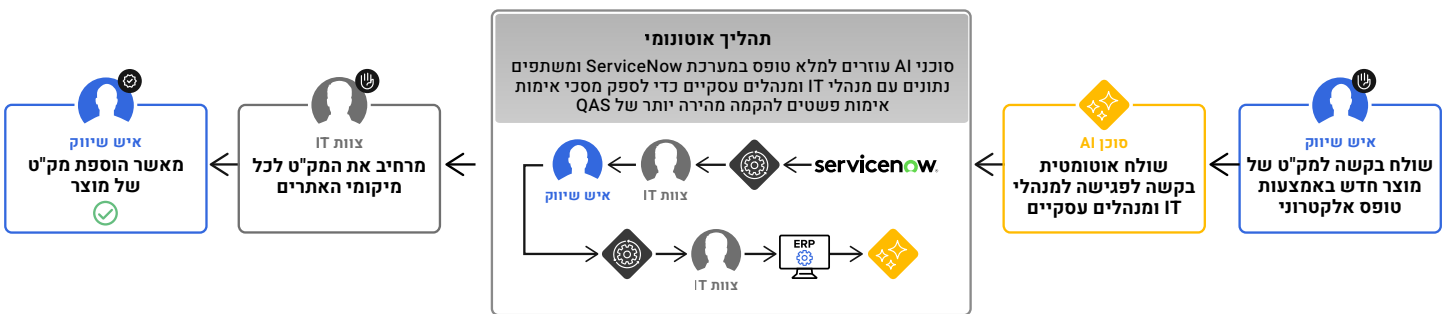 איש שיווק
שולח בקשה למק"ט של
מוצר חדש באמצעות
טופס אלקטרוני
סוכן AI
שולח אוטומטית
בקשה לפגישה למנהלי
IT ומנהלים עסקיים
תהליך אוטונומי
סוכני AI עוזרים למלא טופס במערכת ServiceNow ומשתפים
נתונים עם מנהלי IT ומנהלים עסקיים כדי לספק מסכי אימות
אימות פשטים להקמה מהירה יותר של QAS
servicenow.
צוות IT
איש שיווק
צוות IT
ERP
צוות IT
מרחיב את המק"ט לכל
מיקומי האתרים
איש שיווק
מאשר הוספת מק"ט
של מוצר